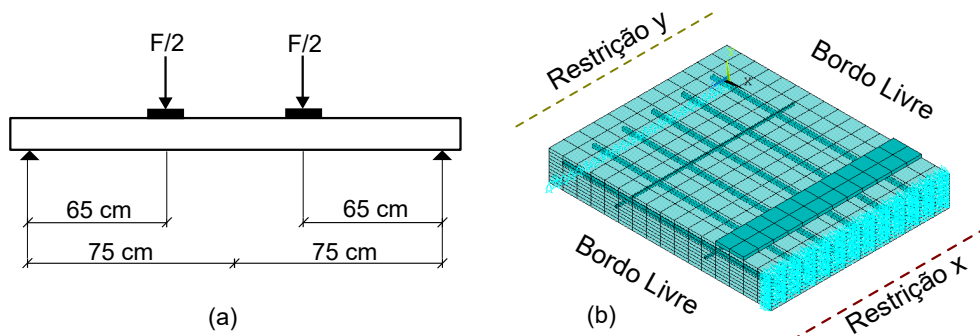 F/2
F/2
65 cm
65 cm
75 cm
75 cm
(a)
Restrição y
Bordo Livre
Bordo Livre
Restrição x
(b)